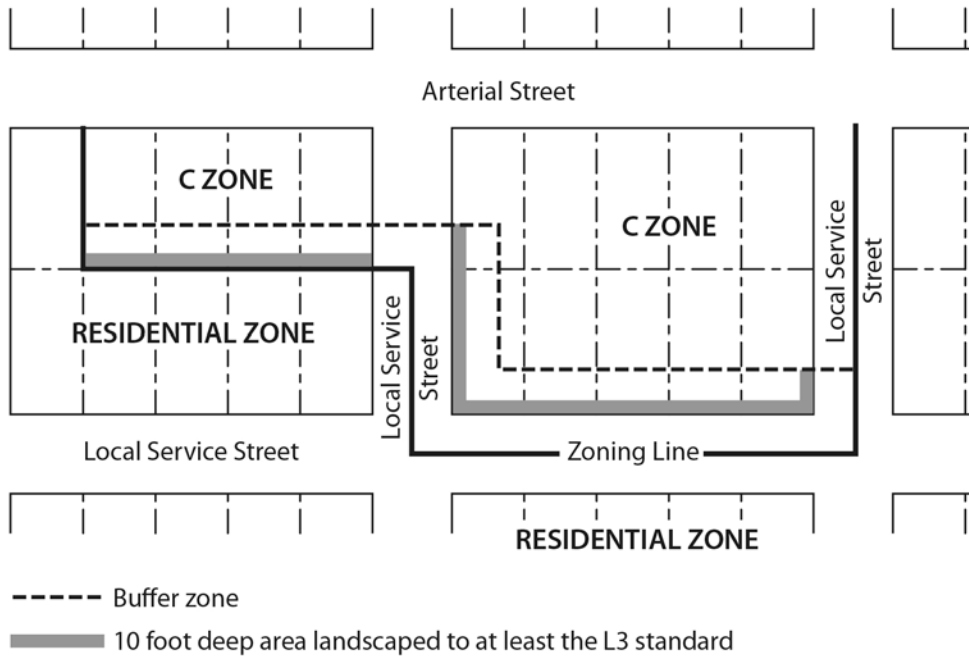 Arterial Street
C ZONE
C ZONE
Local Service
Street
RESIDENTIAL ZONE
Local Service
Street
Local Service Street
Zoning Line
RESIDENTIAL ZONE
Buffer zone
10 foot deep area landscaped to at least the L3 standard